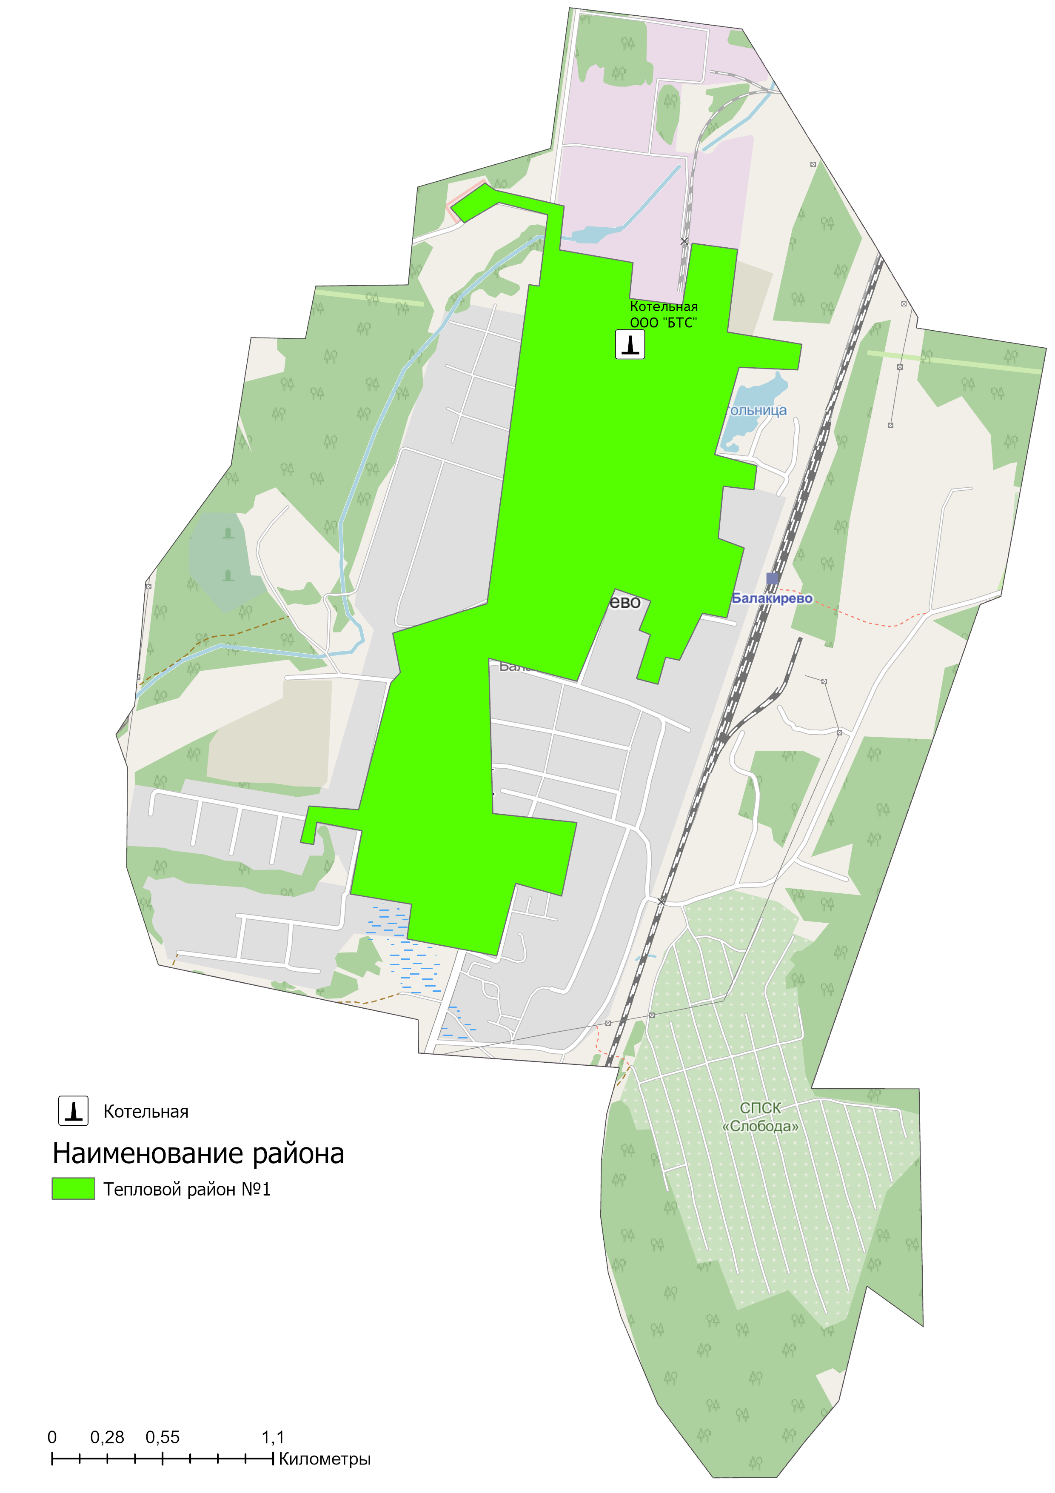 Котельная
ООО "БТС"
ольница
Балакирево
ево
Бала
СПСК
«Слобода»
Котельная
Наименование района
Тепловой район №1
0 0,28 0,55 1,1
Километры